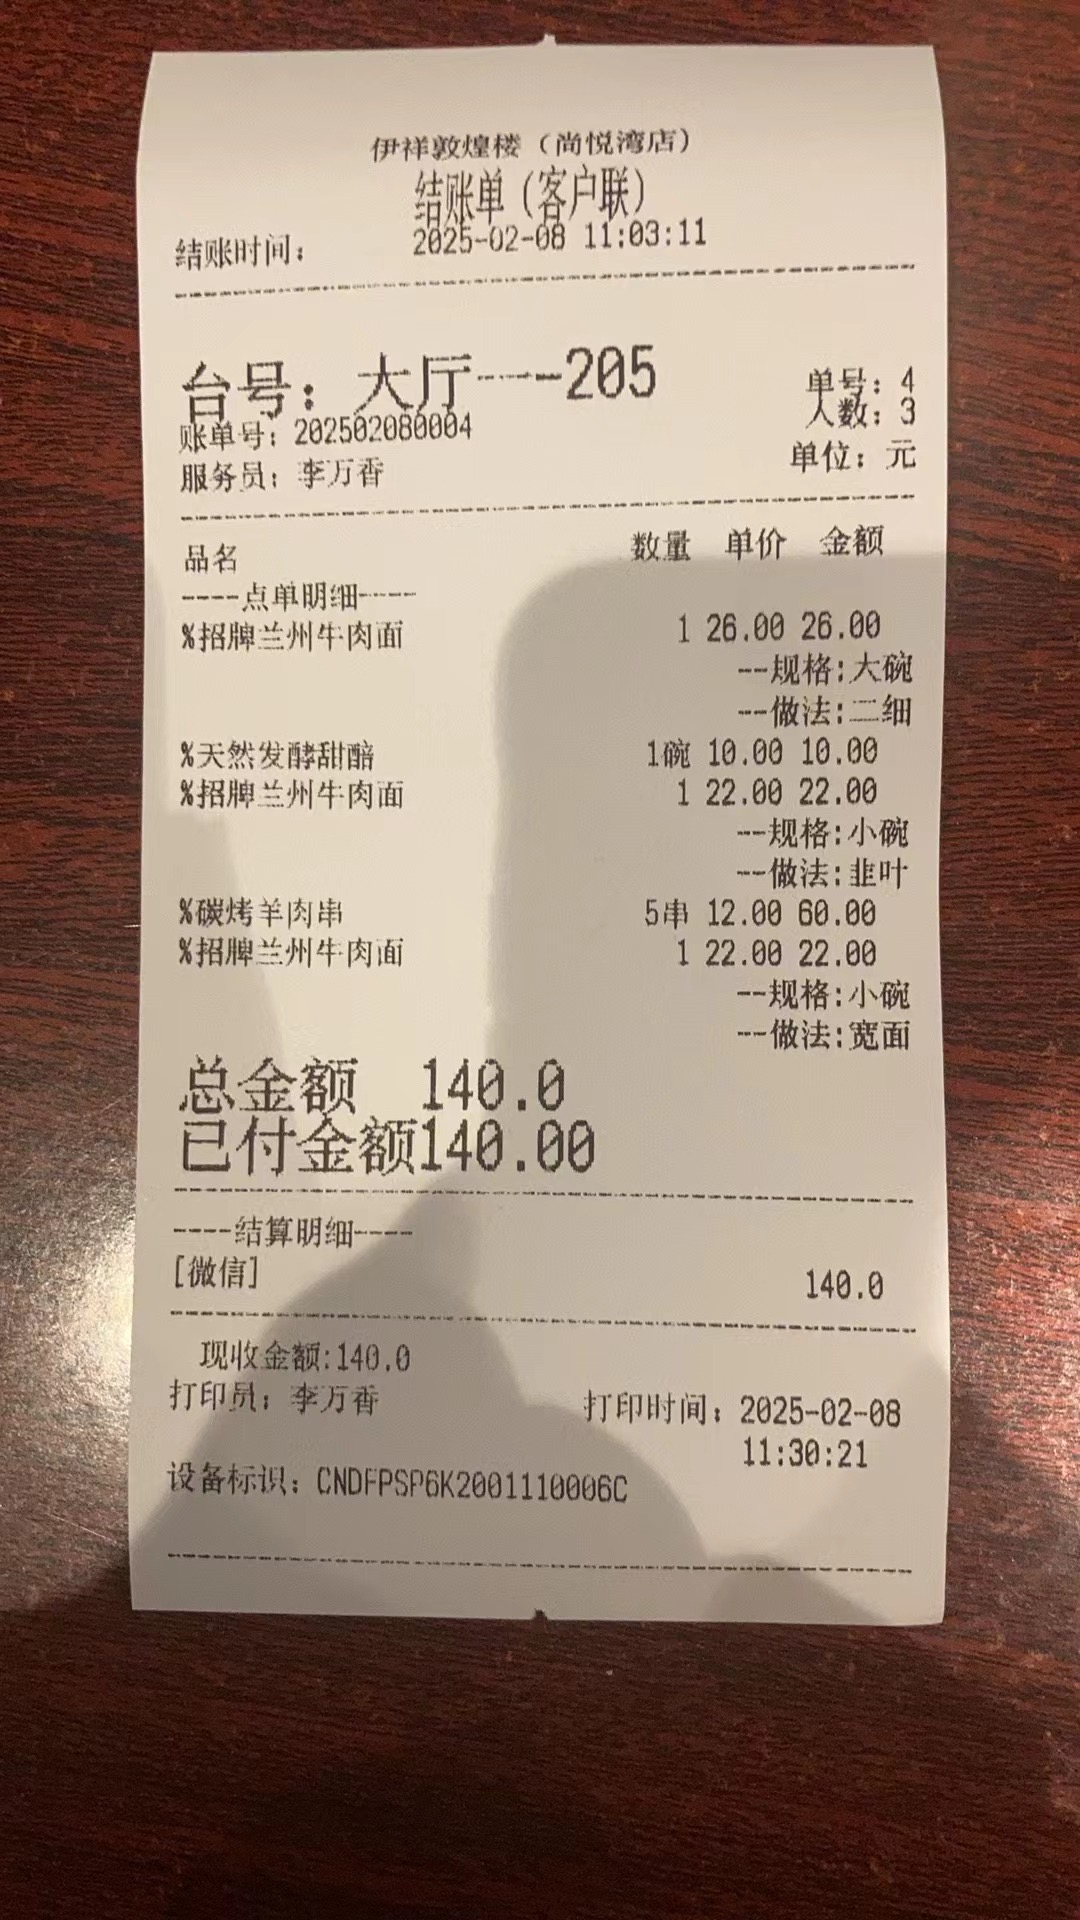 伊祥敦煌楼（尚悦湾店）
结账单（客户联）
结账时间： 2025-02-08 11:03:11
台号：大厅---205
单号：4
账单号：202502080004 人数：3
服务员：李万香 单位：元
品名 数量 单价 金额
----点单明细----
%招牌兰州牛肉面 1 26.00 26.00
--规格:大碗
--做法:二细
%天然发酵甜醅 1碗 10.00 10.00
%招牌兰州牛肉面 1 22.00 22.00
--规格:小碗
--做法:韭叶
%碳烤羊肉串 5串 12.00 60.00
%招牌兰州牛肉面 1 22.00 22.00
--规格:小碗
--做法:宽面
总金额 140.0
已付金额140.00
----结算明细----
[微信] 140.0
现收金额:140.0
打印员：李万香 打印时间：2025-02-08
11:30:21
设备标识：CNDFPSP6K2001110006C